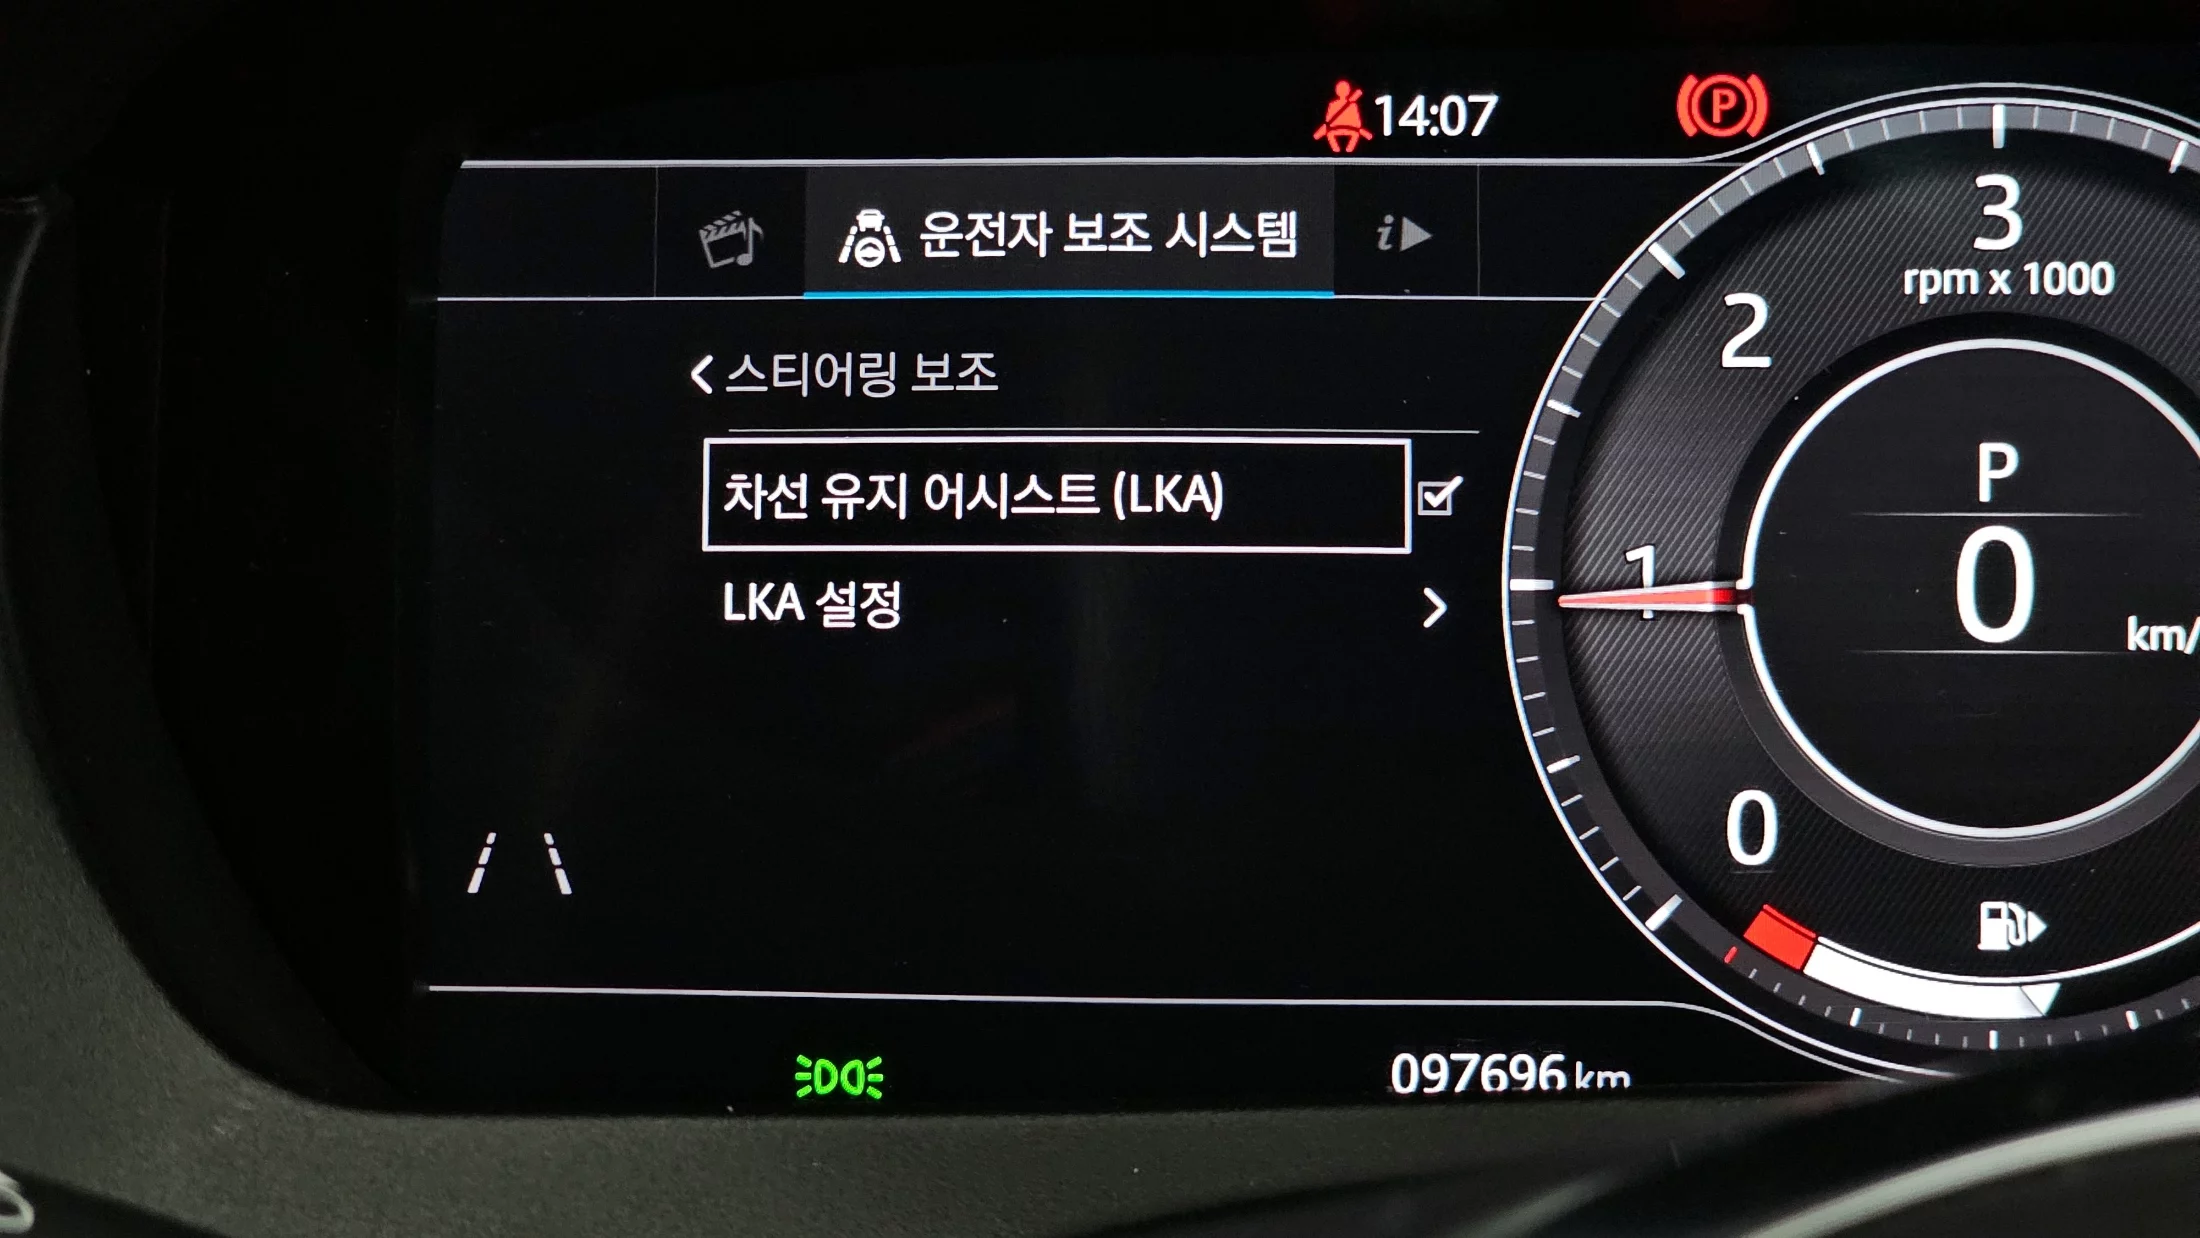 14:07
P
운전자 보조 시스템
i
스티어링 보조
차선 유지 어시스트 (LKA)
LKA 설정
3
rpm x 1000
2
1
0
P
0
km/
097696 km